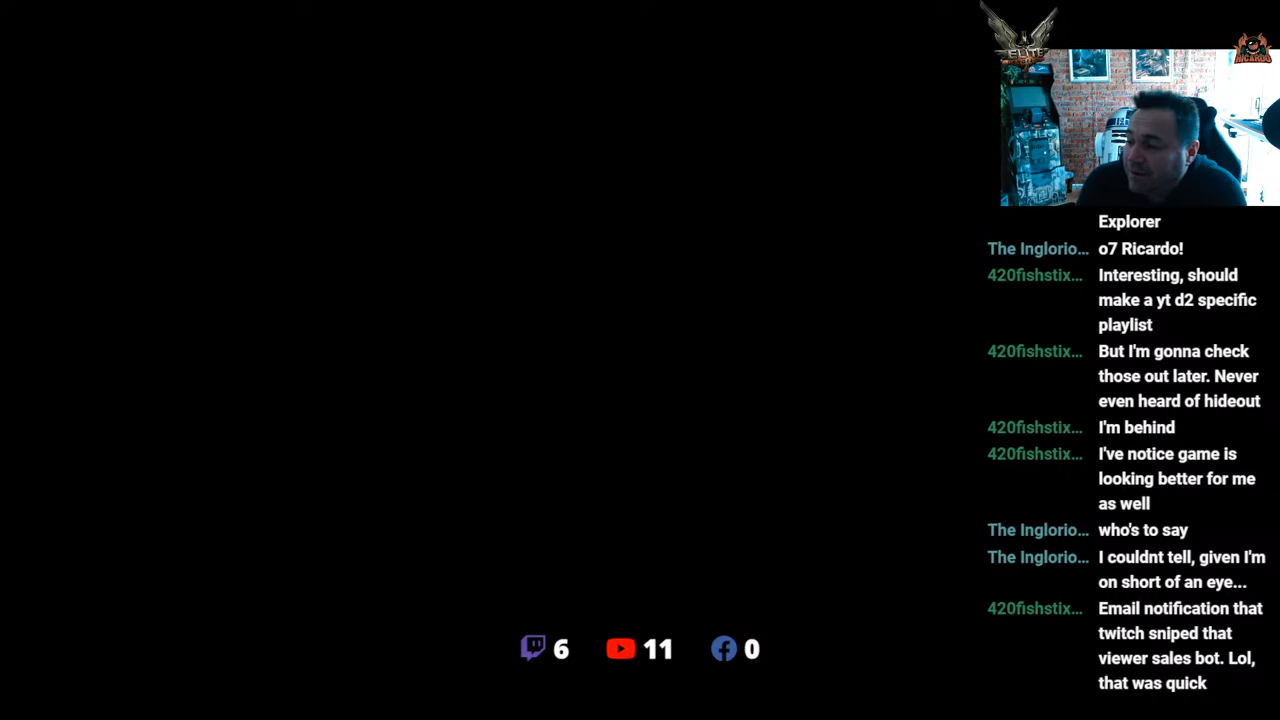 ELITE
RICARDO
Explorer
The Inglorio... o7 Ricardo!
420fishstix... Interesting, should
make a yt d2 specific
playlist
420fishstix... But I'm gonna check
those out later. Never
even heard of hideout
420fishstix... I'm behind
420fishstix... I've notice game is
looking better for me
as well
The Inglorio... who's to say
The Inglorio... I couldnt tell, given I'm
on short of an eye...
420fishstix... Email notification that
twitch sniped that
viewer sales bot. Lol,
that was quick
6 11 0